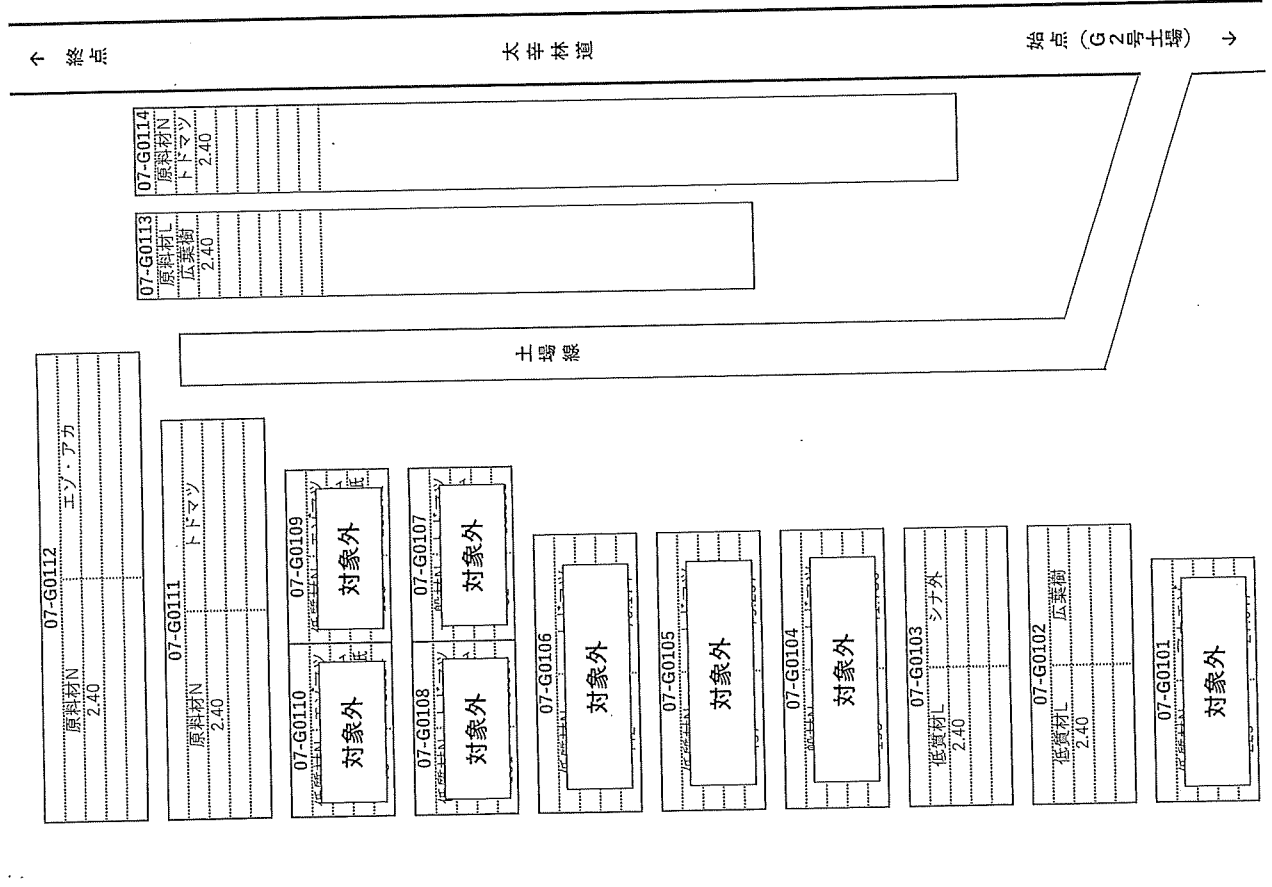 ↑ 終点
太幸林道
始点(G2号土場) ↓
07-G0114
原料材N
トドマツ
2.40
07-G0113
原料材L
広葉樹
2.40
土場線
07-G0112
原料材N エゾ・アカ
2.40
07-G0111
原料材N トドマツ
2.40
07-G0110
対象外
07-G0109
対象外
07-G0108
対象外
07-G0107
対象外
07-G0106
対象外
07-G0105
対象外
07-G0104
対象外
07-G0103
低質材L シナ外
2.40
07-G0102
低質材L 広葉樹
2.40
07-G0101
対象外